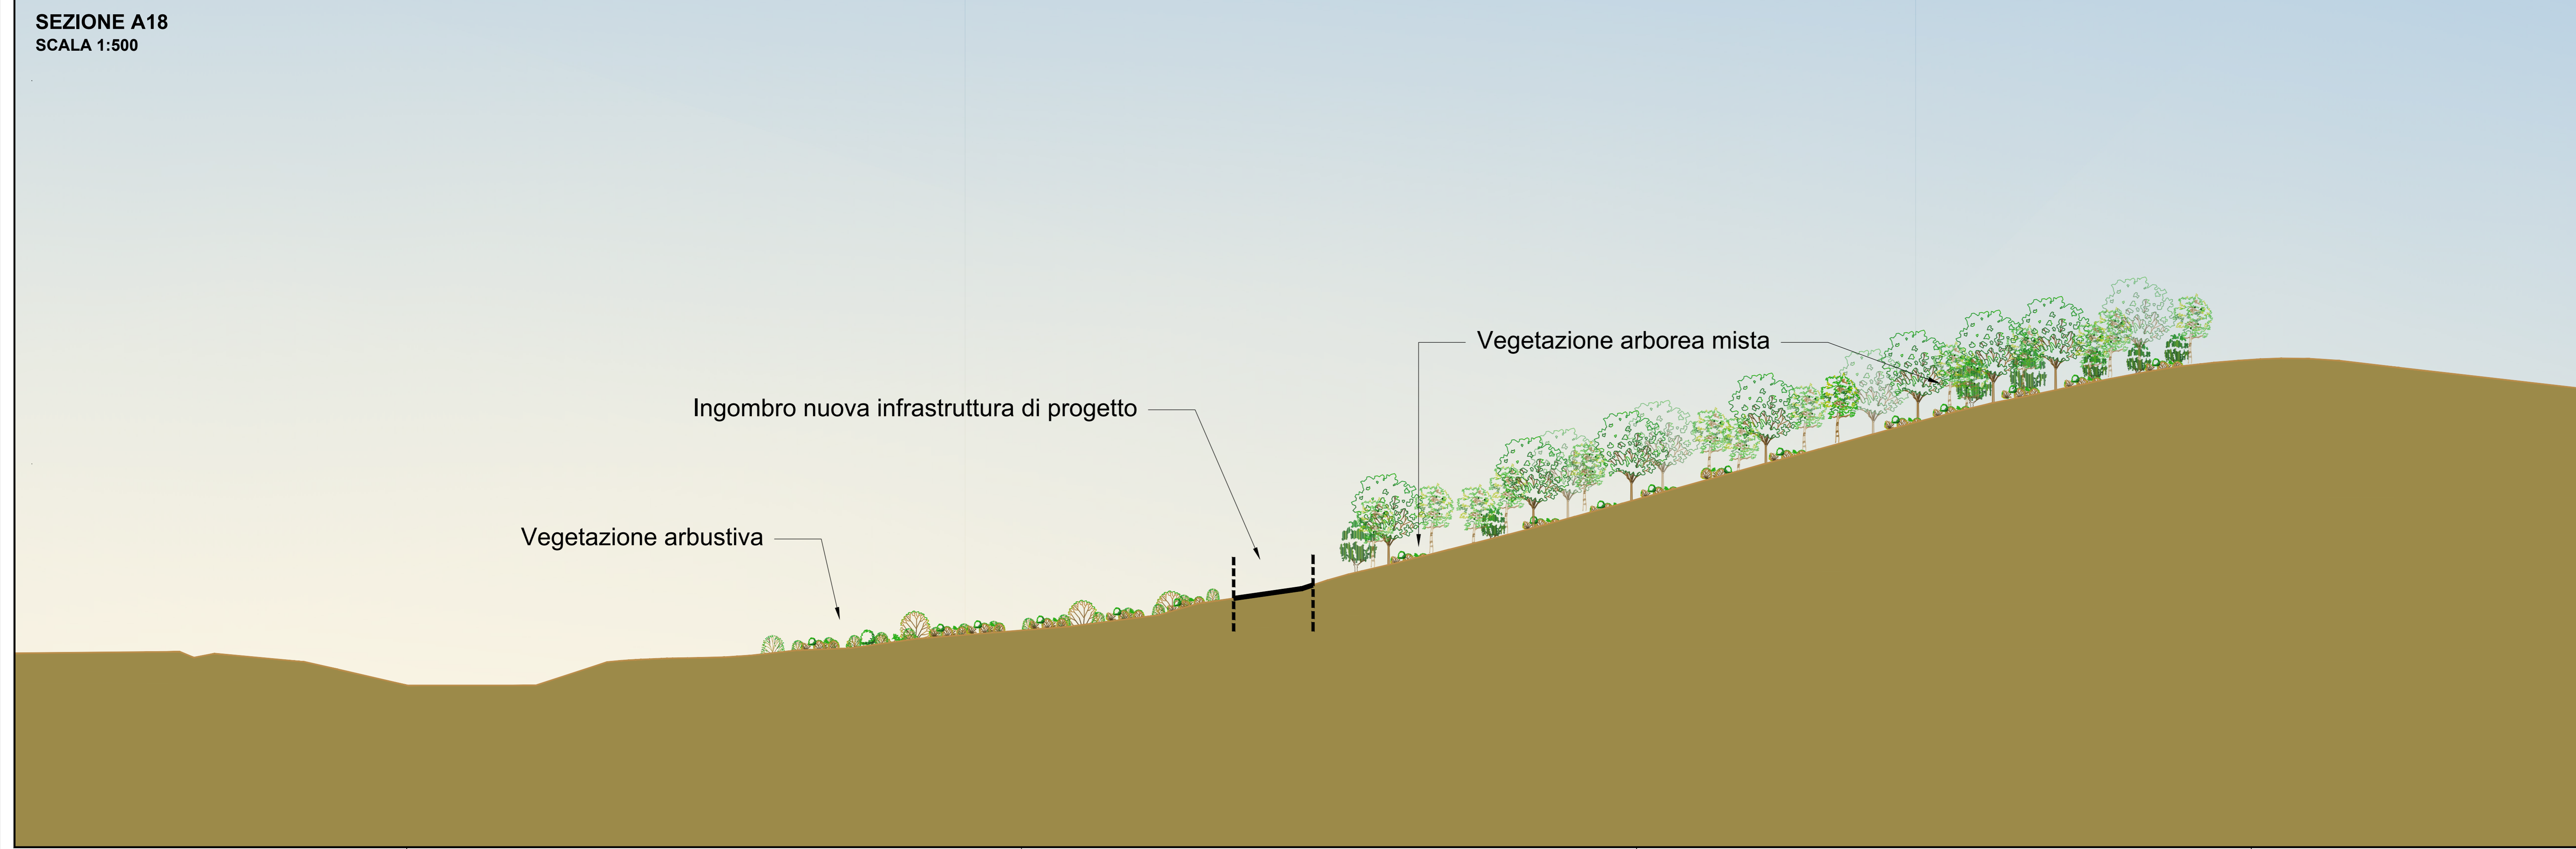 SEZIONE A18
SCALA 1:500
Vegetazione arborea mista
Ingombro nuova infrastruttura di progetto
Vegetazione arbustiva